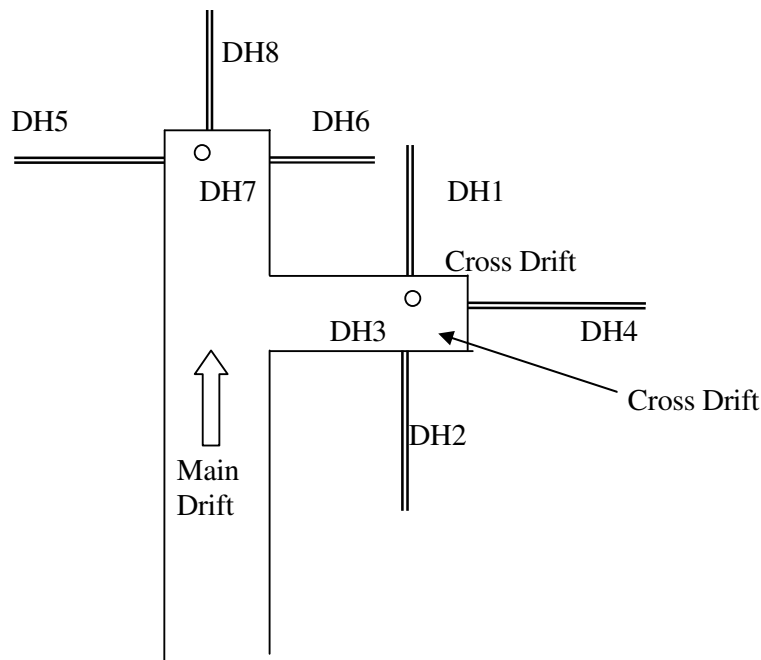 DH8
DH5
DH6
DH7
DH1
Cross Drift
DH3
DH4
Cross Drift
DH2
Main
Drift